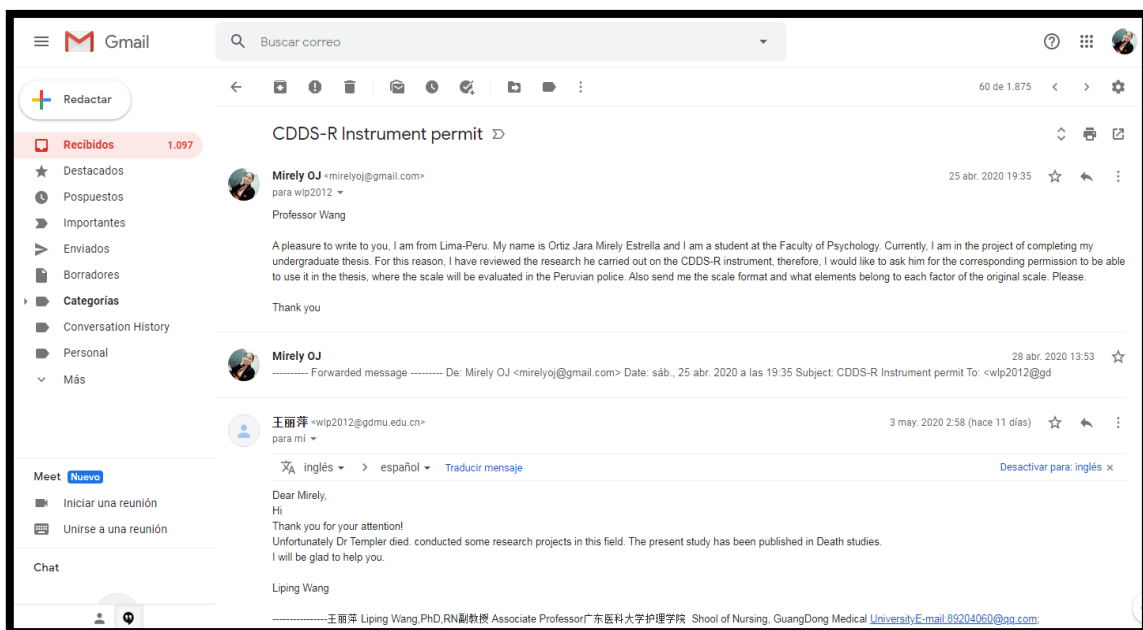 Gmail
Buscar correo
Redactar
60 de 1.875
Recibidos 1.097
Destacados
Pospuestos
Importantes
Enviados
Borradores
Categorías
Conversation History
Personal
Más
CDDS-R Instrument permit
Mirely OJ <mirelyoj@gmail.com> 25 abr. 2020 19:35
para wlp2012
Professor Wang
A pleasure to write to you, I am from Lima-Peru. My name is Ortiz Jara Mirely Estrella and I am a student at the Faculty of Psychology. Currently, I am in the project of completing my
undergraduate thesis. For this reason, I have reviewed the research he carried out on the CDDS-R instrument, therefore, I would like to ask him for the corresponding permission to be able
to use it in the thesis, where the scale will be evaluated in the Peruvian police. Also send me the scale format and what elements belong to each factor of the original scale. Please.
Thank you
Mirely OJ 28 abr. 2020 13:53
---------- Forwarded message --------- De: Mirely OJ <mirelyoj@gmail.com> Date: sáb., 25 abr. 2020 a las 19:35 Subject: CDDS-R Instrument permit To: <wlp2012@gd
王丽萍 <wlp2012@gdmu.edu.cn> 3 may. 2020 2:58 (hace 11 días)
para mí
inglés > español Traducir mensaje Desactivar para: inglés x
Dear Mirely,
Hi
Thank you for your attention!
Unfortunately Dr Templer died. conducted some research projects in this field. The present study has been published in Death studies.
I will be glad to help you.
Liping Wang
---------------王丽萍 Liping Wang,PhD,RN副教授 Associate Professor广东医科大学护理学院 Shool of Nursing, GuangDong Medical UniversityE-mail:89204060@qq.com;
Meet Nuevo
Iniciar una reunión
Unirse a una reunión
Chat